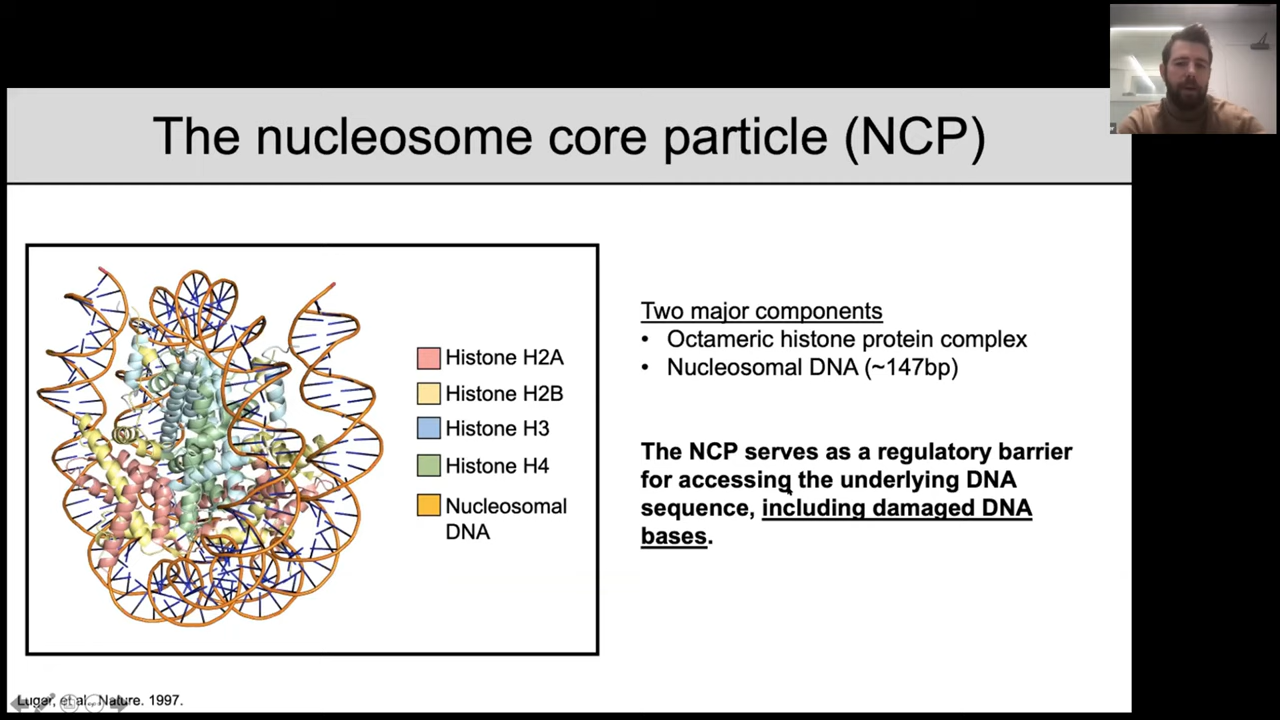 The nucleosome core particle (NCP)
Histone H2A
Histone H2B
Histone H3
Histone H4
Nucleosomal
DNA
Two major components
• Octameric histone protein complex
• Nucleosomal DNA (~147bp)
The NCP serves as a regulatory barrier
for accessing the underlying DNA
sequence, including damaged DNA
bases.
Luger, et al. Nature. 1997.